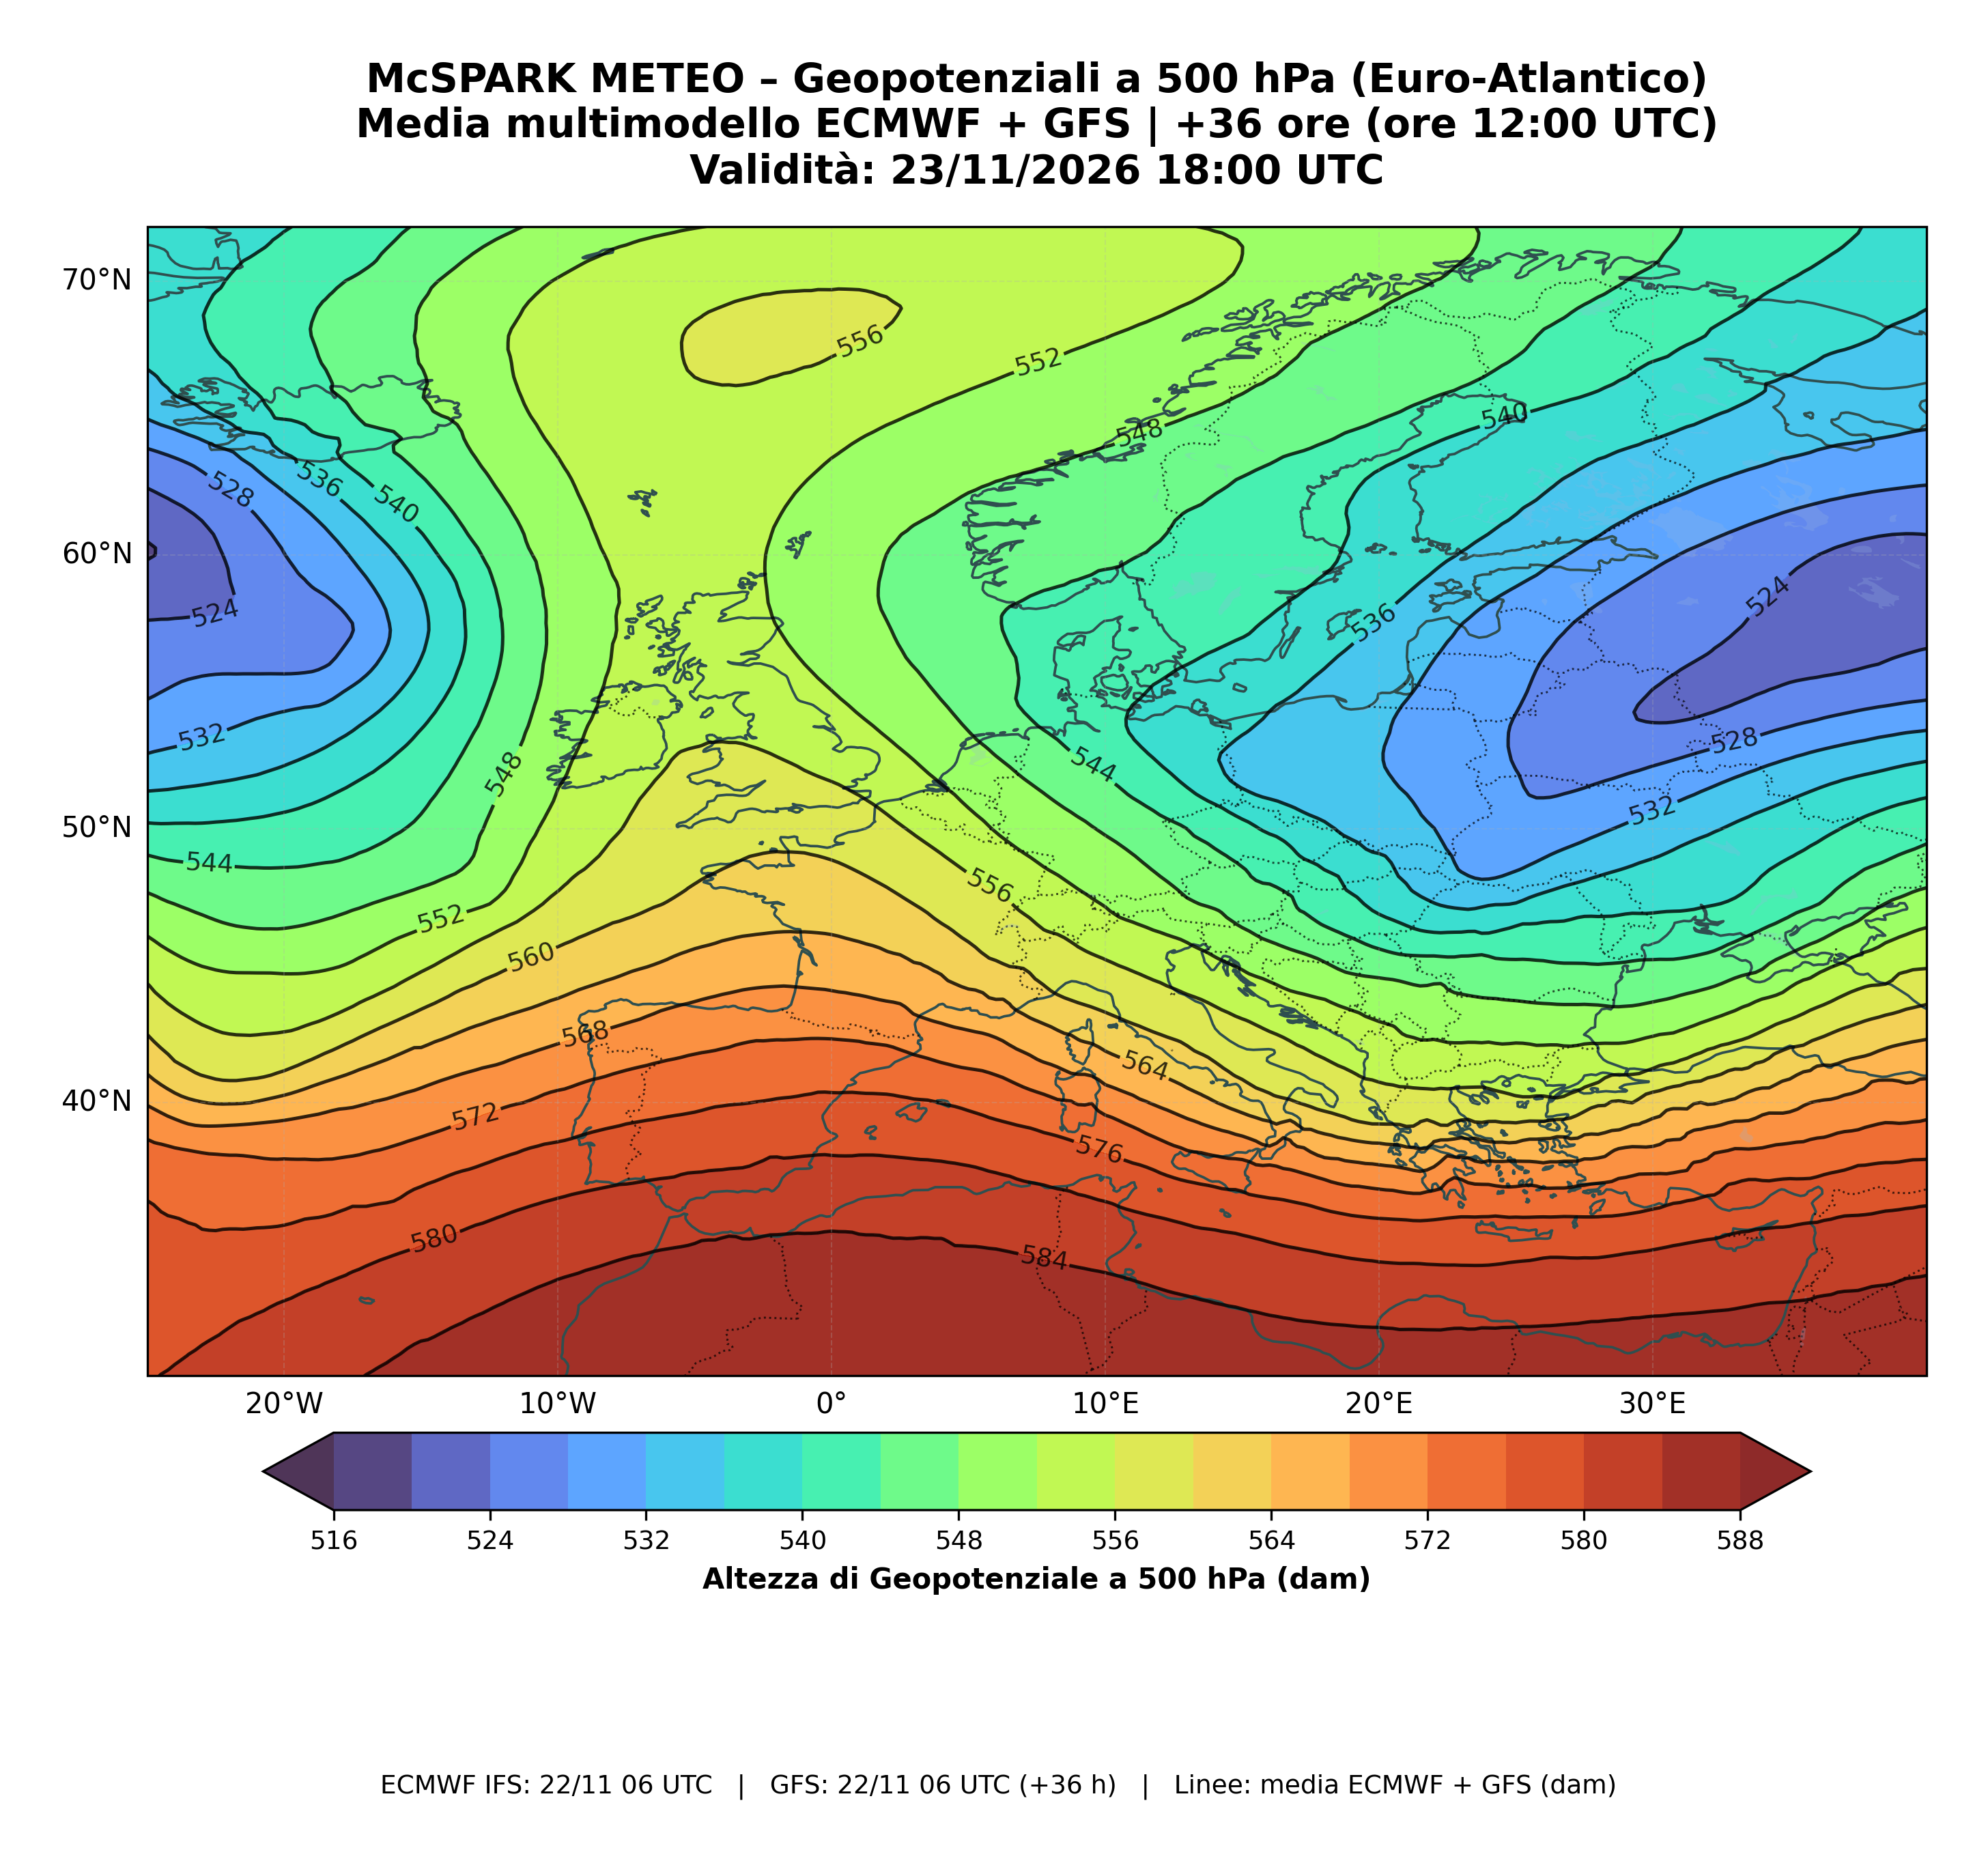 McSPARK METEO – Geopotenziali a 500 hPa (Euro-Atlantico)
Media multimodello ECMWF + GFS | +36 ore (ore 12:00 UTC)
Validità: 23/11/2026 18:00 UTC
70°N
556
552
548
540
528
536
540
60°N
524
536
524
532
548
544
528
532
50°N
544
556
552
560
568
564
40°N
572
576
580
584
20°W 10°W 0° 10°E 20°E 30°E
516 524 532 540 548 556 564 572 580 588
Altezza di Geopotenziale a 500 hPa (dam)
ECMWF IFS: 22/11 06 UTC | GFS: 22/11 06 UTC (+36 h) | Linee: media ECMWF + GFS (dam)